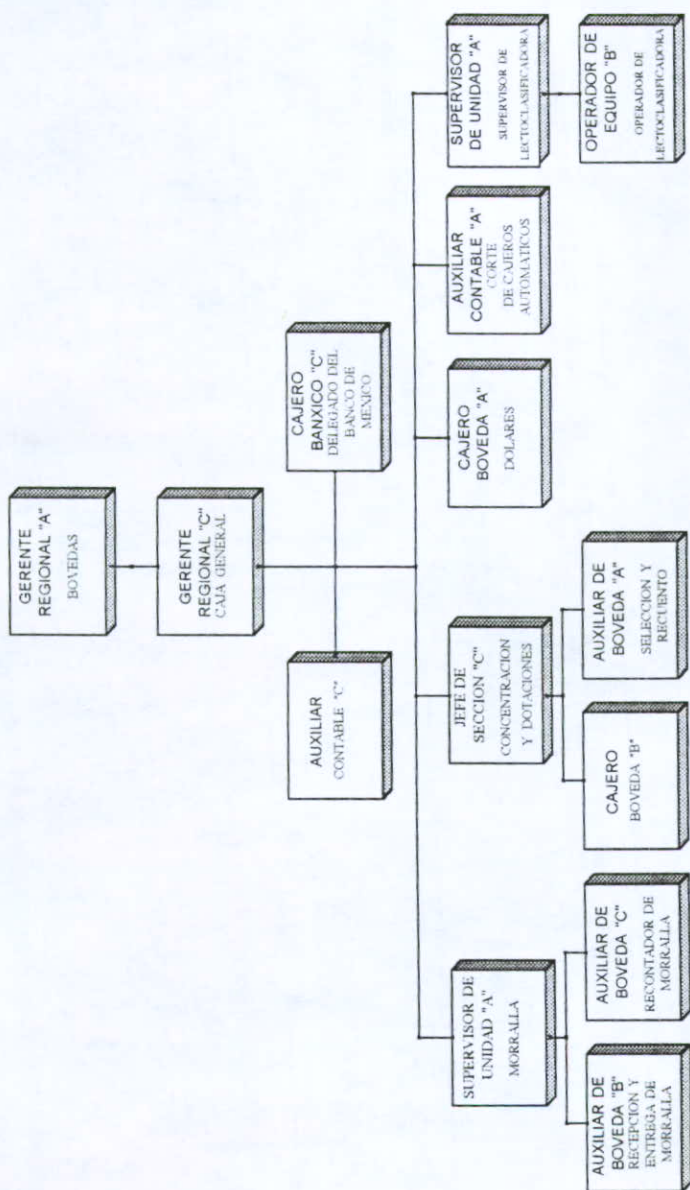 GERENTE
REGIONAL "A"
BOVEDAS
GERENTE
REGIONAL "C"
CAJA GENERAL
AUXILIAR
CONTABLE "C"
CAJERO
BANXICO "C"
DELEGADO DEL
BANCO DE
MEXICO
SUPERVISOR DE
UNIDAD "A"
MORRALLA
JEFE DE
SECCION "C"
CONCENTRACION
Y DOTACIONES
CAJERO
BOVEDA "A"
DOLARES
AUXILIAR
CONTABLE "A"
CORTE
DE CAJEROS
AUTOMATICOS
SUPERVISOR
DE UNIDAD "A"
SUPERVISOR DE
LECTOCLASIFICADORA
AUXILIAR DE
BOVEDA "B"
RECEPCION Y
ENTREGA DE
MORRALLA
AUXILIAR DE
BOVEDA "C"
RECONTADOR DE
MORRALLA
CAJERO
BOVEDA "B"
AUXILIAR DE
BOVEDA "A"
SELECCION Y
RECUENTO
OPERADOR DE
EQUIPO "B"
OPERADOR DE
LECTOCLASIFICADORA